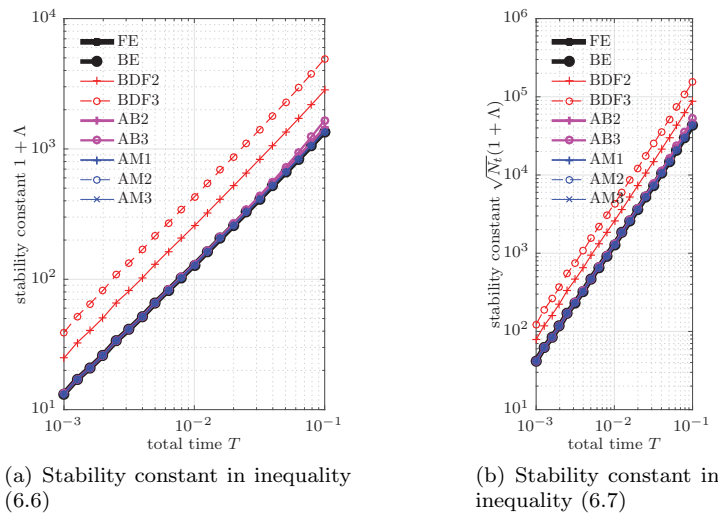 10^4
10^3
10^2
10^1
stability constant 1 + Λ
FE
BE
BDF2
BDF3
AB2
AB3
AM1
AM2
AM3
10^−3
10^−2
10^−1
total time T
(a) Stability constant in inequality
(6.6)
10^6
10^5
10^4
10^3
10^2
10^1
stability constant √N_t(1 + Λ)
FE
BE
BDF2
BDF3
AB2
AB3
AM1
AM2
AM3
10^−3
10^−2
10^−1
total time T
(b) Stability constant in
inequality (6.7)